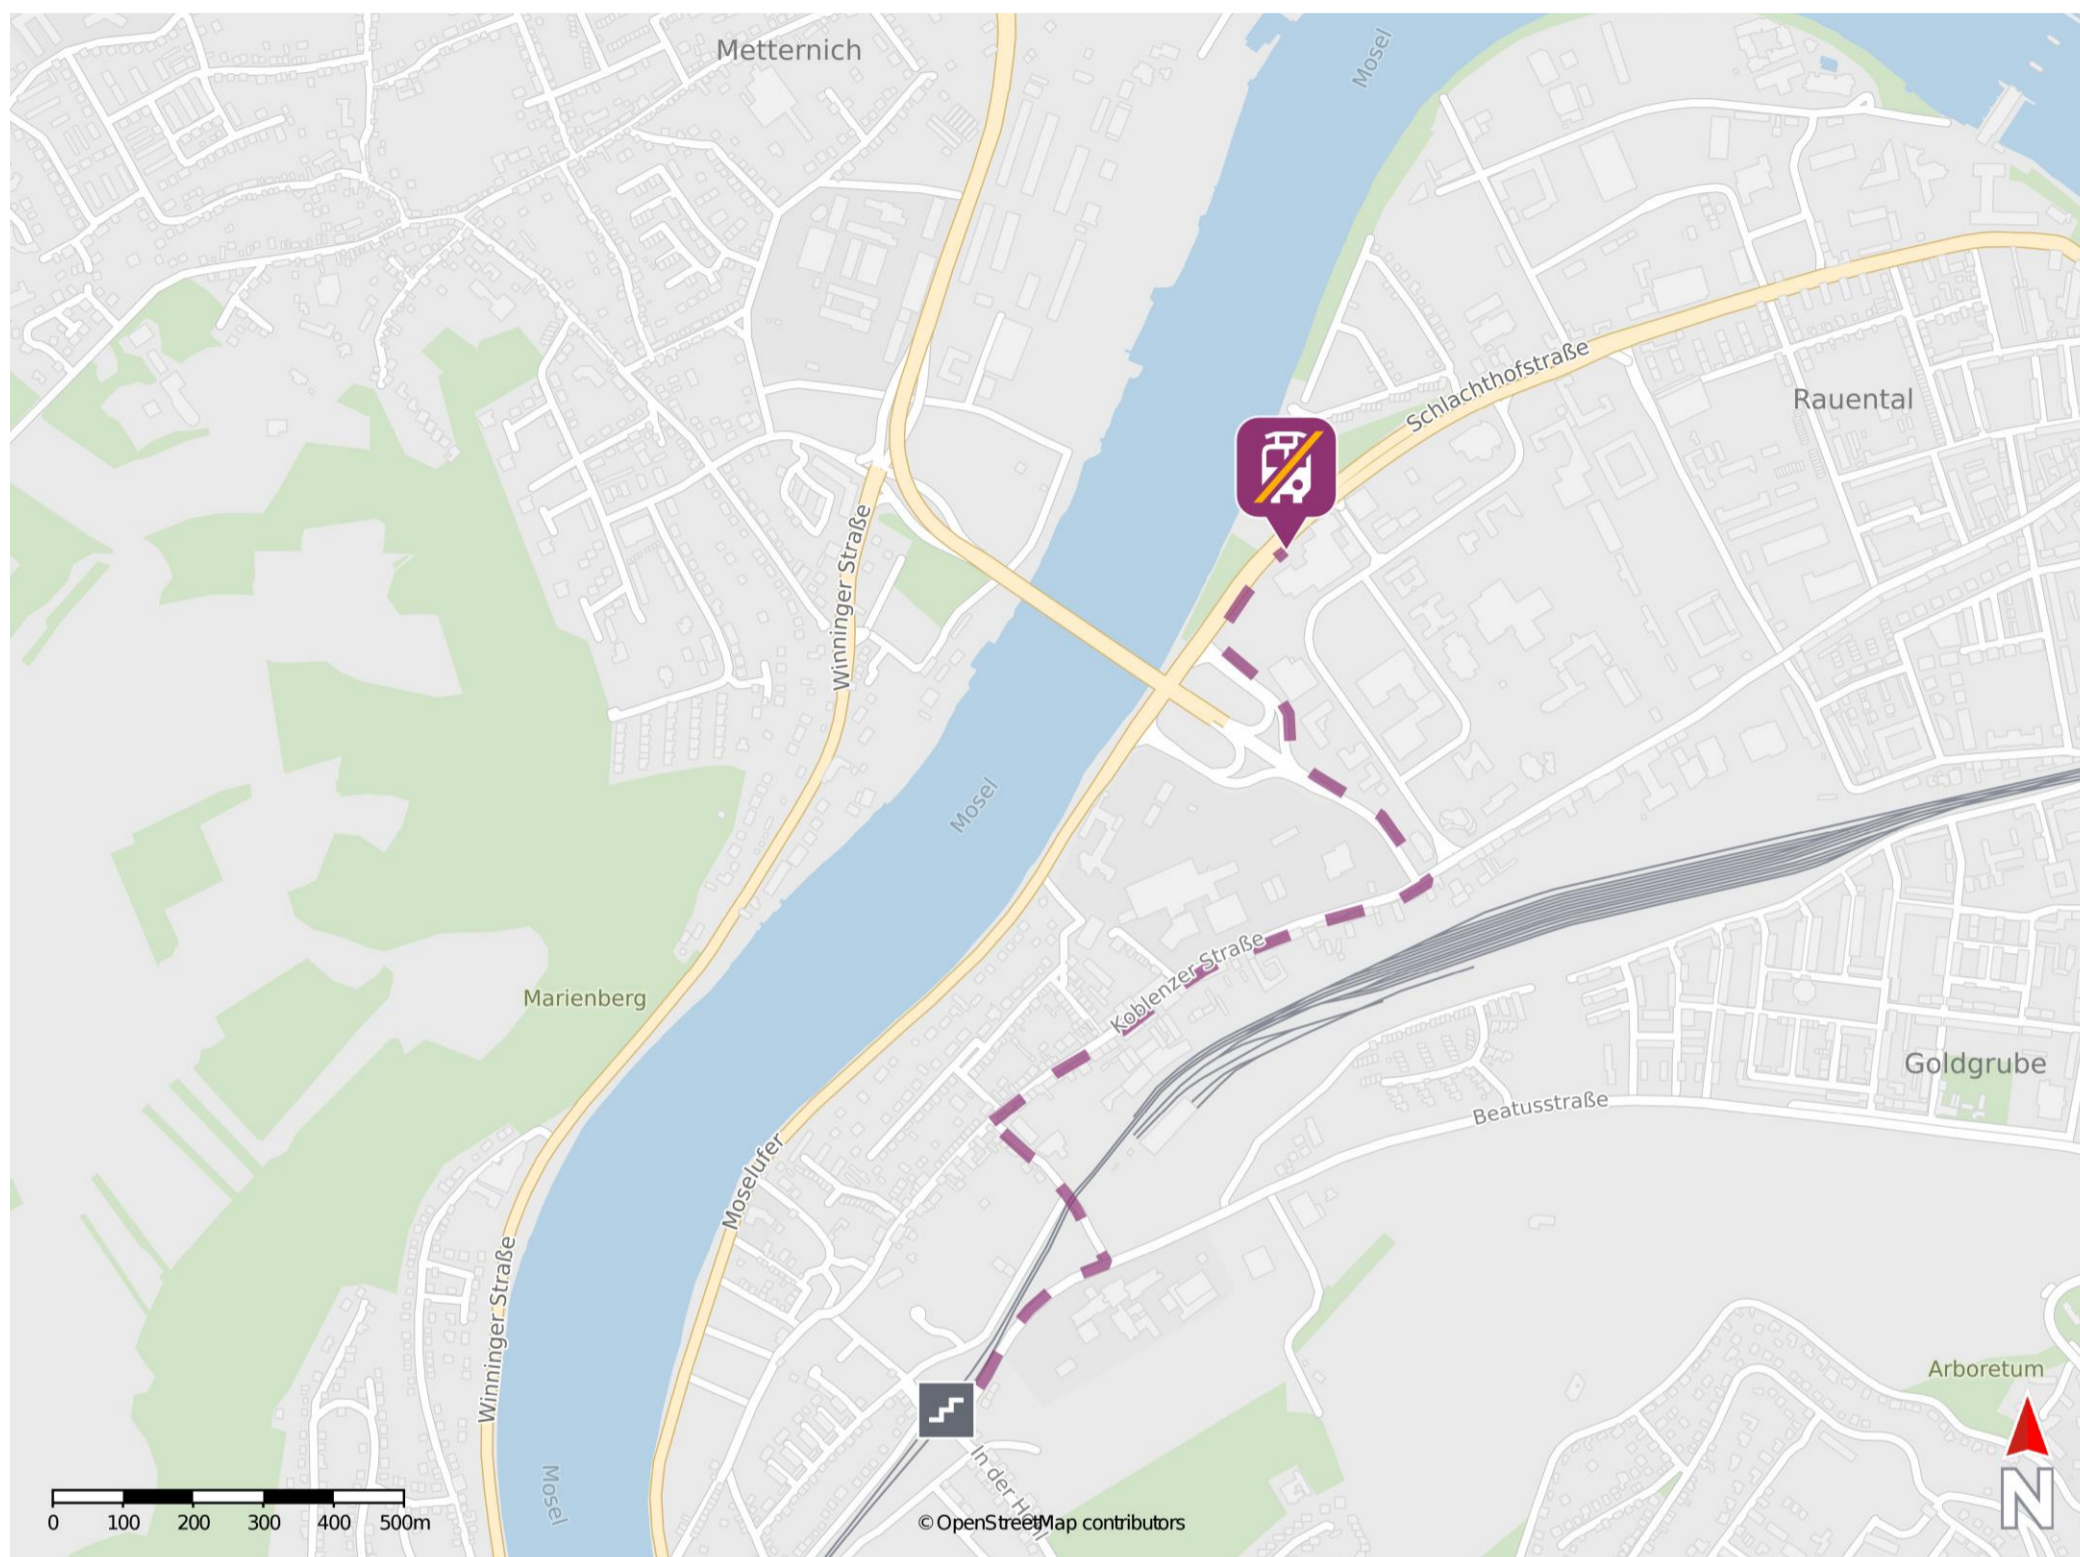 Metternich
Mosel
Schlachthofstraße
Rauental
Winninger Straße
Mosel
Koblenzer Straße
Marienberg
Goldgrube
Beatusstraße
Moselufer
Winninger Straße
Arboretum
In der Hohl
Mosel
N
0 100 200 300 400 500m
© OpenStreetMap contributors